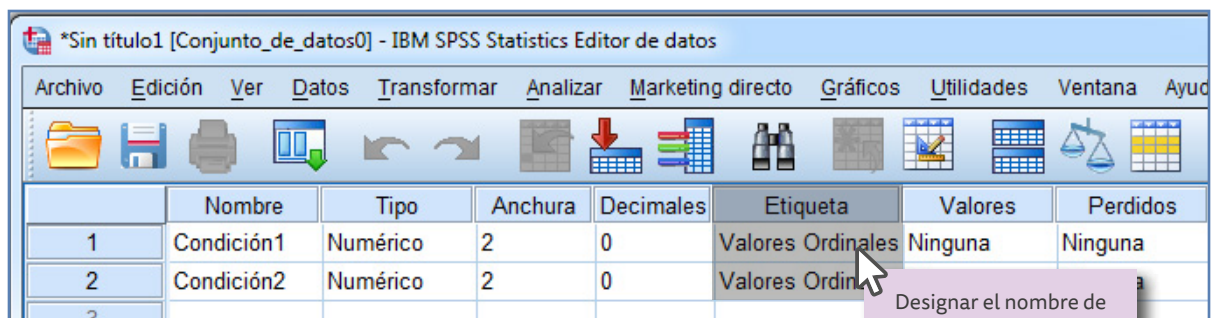 *Sin título1 [Conjunto_de_datos0] - IBM SPSS Statistics Editor de datos
Archivo Edición Ver Datos Transformar Analizar Marketing directo Gráficos Utilidades Ventana
Nombre Tipo Anchura Decimales Etiqueta Valores Perdidos
1 Condición1 Numérico 2 0 Valores Ordinales Ninguna Ninguna
2 Condición2 Numérico 2 0 Valores
Designar el nombre de